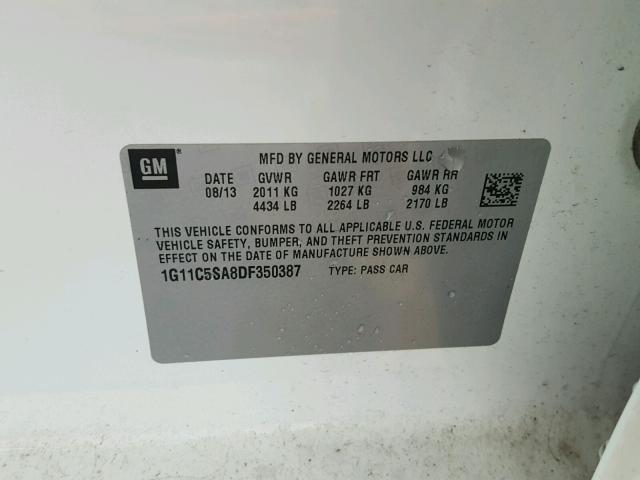 GM
MFD BY GENERAL MOTORS LLC
DATE GVWR GAWR FRT GAWR RR
08/13 2011 KG 1027 KG 984 KG
4434 LB 2264 LB 2170 LB
THIS VEHICLE CONFORMS TO ALL APPLICABLE U.S. FEDERAL MOTOR
VEHICLE SAFETY, BUMPER, AND THEFT PREVENTION STANDARDS IN
EFFECT ON THE DATE OF MANUFACTURE SHOWN ABOVE.
1G11C5SA8DF350387 TYPE: PASS CAR